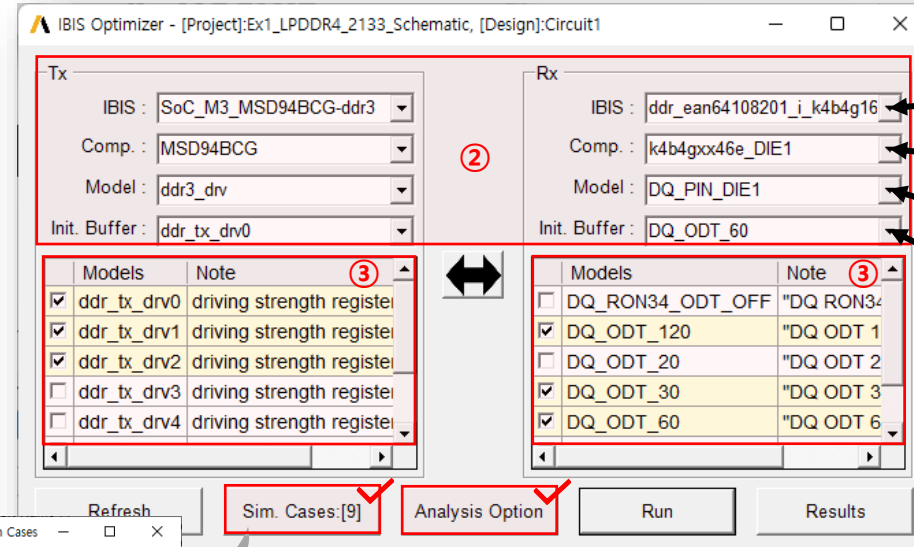 IBIS Optimizer - [Project]:Ex1_LPDDR4_2133_Schematic, [Design]:Circuit1
Tx
IBIS : SoC_M3_MSD94BCG-ddr3
Comp. : MSD94BCG
Model : ddr3_drv
Init. Buffer : ddr_tx_drv0
②
Rx
IBIS : ddr_ean64108201_i_k4b4g16
Comp. : k4b4gxx46e_DIE1
Model : DQ_PIN_DIE1
Init. Buffer : DQ_ODT_60
Models Note ③
ddr_tx_drv0 driving strength register
ddr_tx_drv1 driving strength register
ddr_tx_drv2 driving strength register
ddr_tx_drv3 driving strength register
ddr_tx_drv4 driving strength register
Models Note ③
DQ_RON34_ODT_OFF "DQ RON34
DQ_ODT_120 "DQ ODT 1
DQ_ODT_20 "DQ ODT 2
DQ_ODT_30 "DQ ODT 3
DQ_ODT_60 "DQ ODT 6
Refresh Sim. Cases:[9] Analysis Option Run Results
Cases